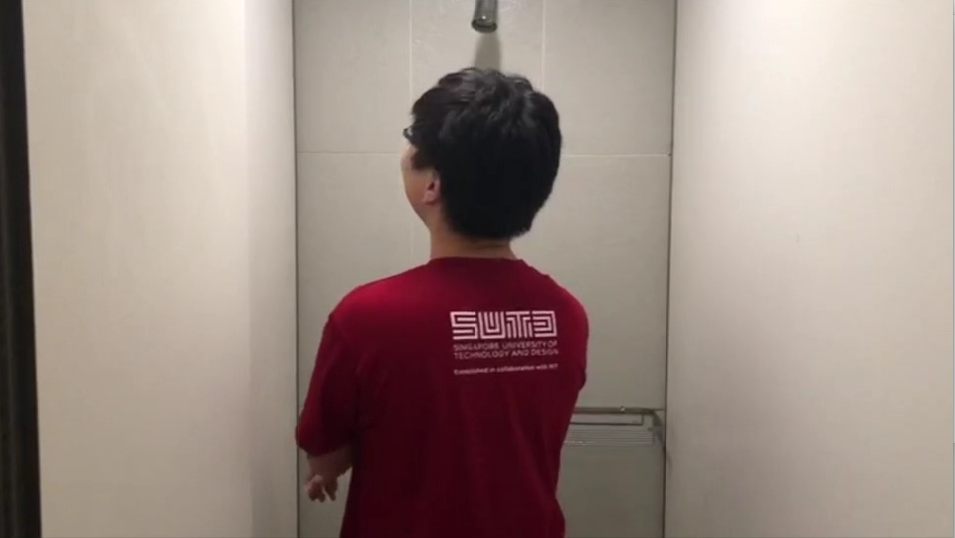 SUTD
SINGAPORE UNIVERSITY OF
TECHNOLOGY AND DESIGN
Established in collaboration with MIT